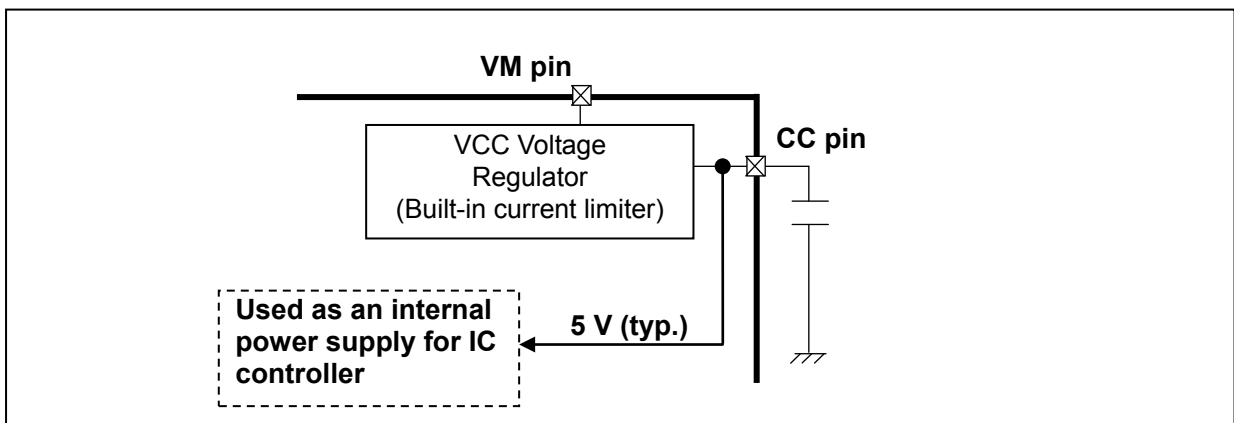 VM pin
CC pin
VCC Voltage
Regulator
(Built-in current limiter)
Used as an internal
power supply for IC
controller
5 V (typ.)